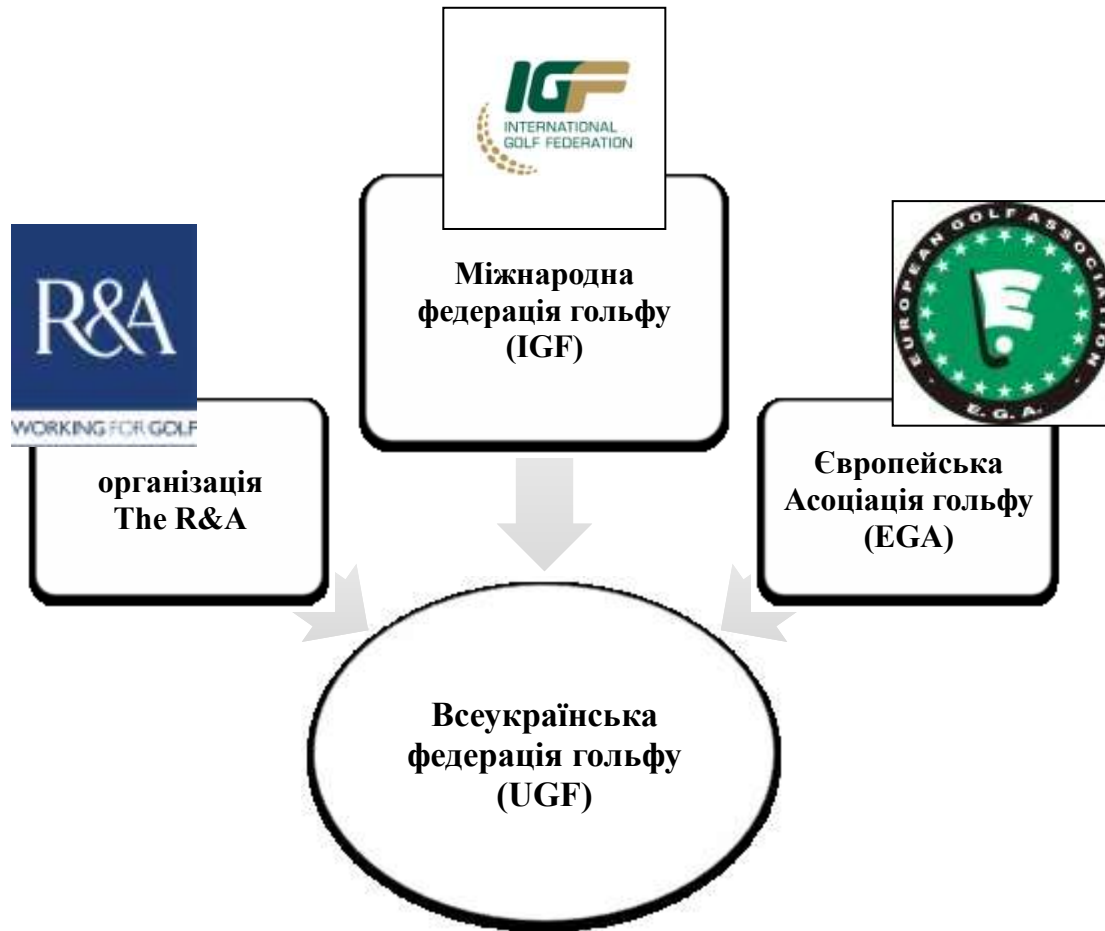 IGF
INTERNATIONAL
GOLF FEDERATION
Міжнародна
федерація гольфу
(IGF)
R&A
WORKING FOR GOLF
організація
The R&A
EUROPEAN GOLF ASSOCIATION
E
E. G. A.
Європейська
Асоціація гольфу
(EGA)
Всеукраїнська
федерація гольфу
(UGF)